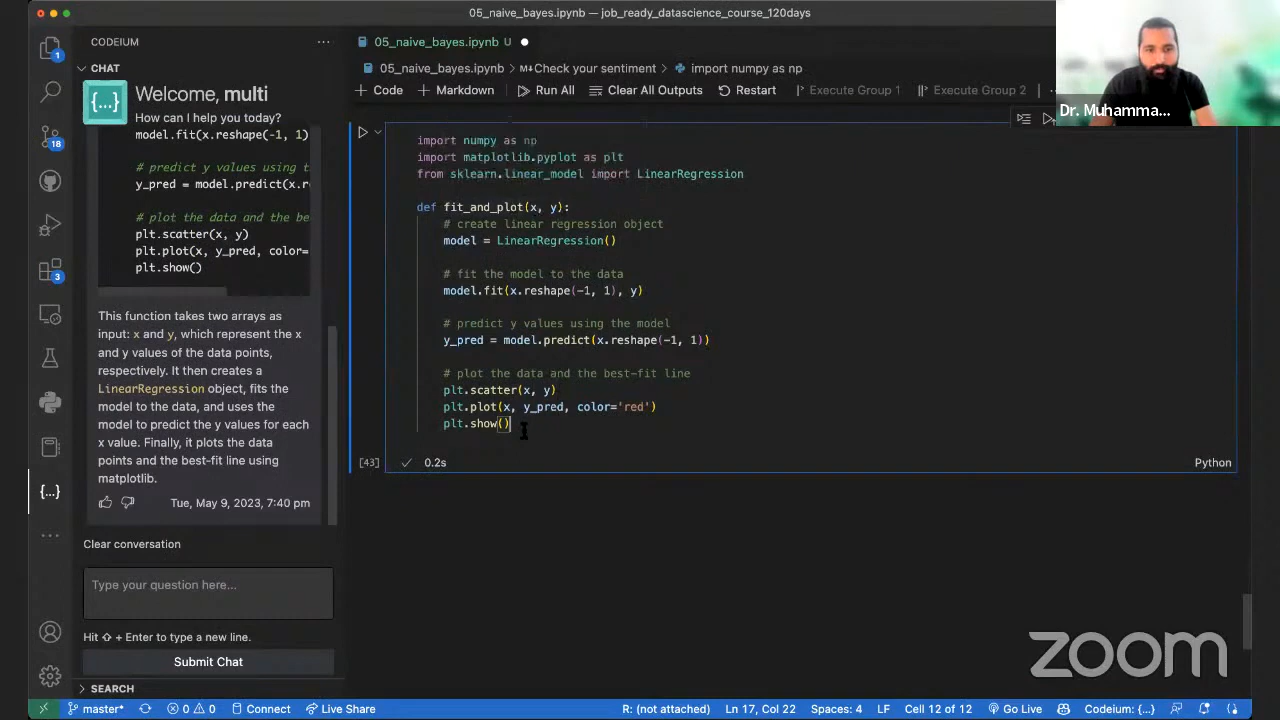 05_naive_bayes.ipynb — job_ready_datascience_course_120days
CODEIUM
CHAT
{...}
Welcome, multi
How can I help you today?
model.fit(x.reshape(-1, 1)
# predict y values using t
y_pred = model.predict(x.r
# plot the data and the be
plt.scatter(x, y)
plt.plot(x, y_pred, color=
plt.show()
This function takes two arrays as
input: x and y, which represent the x
and y values of the data points,
respectively. It then creates a
LinearRegression object, fits the
model to the data, and uses the
model to predict the y values for each
x value. Finally, it plots the data
points and the best-fit line using
matplotlib.
Tue, May 9, 2023, 7:40 pm
Clear conversation
Type your question here...
Hit ⇧ + Enter to type a new line.
Submit Chat
SEARCH
1
18
3
{...}
05_naive_bayes.ipynb U
05_naive_bayes.ipynb > Check your sentiment > import numpy as np
+ Code + Markdown Run All Clear All Outputs Restart Execute Group 1 Execute Group 2
import numpy as np
import matplotlib.pyplot as plt
from sklearn.linear_model import LinearRegression
def fit_and_plot(x, y):
# create linear regression object
model = LinearRegression()
# fit the model to the data
model.fit(x.reshape(-1, 1), y)
# predict y values using the model
y_pred = model.predict(x.reshape(-1, 1))
# plot the data and the best-fit line
plt.scatter(x, y)
plt.plot(x, y_pred, color='red')
plt.show()
[43] 0.2s Python
Dr. Muhamma...
zoom
master* 0 0 Connect Live Share R: (not attached) Ln 17, Col 22 Spaces: 4 LF Cell 12 of 12 Go Live Codeium: {...}